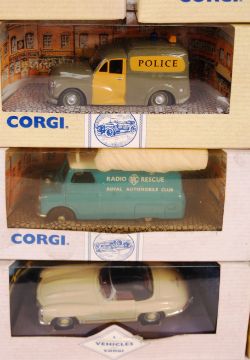 POLICE
CORGI.
RADIO RESCUE
ROYAL AUTOMOBILE CLUB
CORGI.
VEHICLES
CORGI